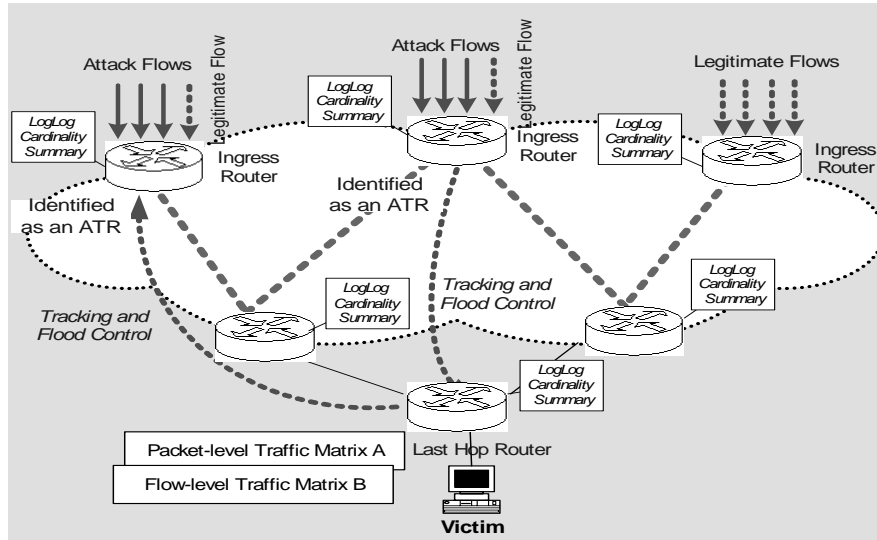 Attack Flows
Legitimate Flow
LogLog
Cardinality
Summary
Ingress
Router
Identified
as an ATR
Attack Flows
Legitimate Flow
LogLog
Cardinality
Summary
Ingress
Router
Identified
as an ATR
Legitimate Flows
LogLog
Cardinality
Summary
Ingress
Router
Tracking and
Flood Control
LogLog
Cardinality
Summary
Tracking and
Flood Control
LogLog
Cardinality
Summary
LogLog
Cardinality
Summary
Packet-level Traffic Matrix A
Flow-level Traffic Matrix B
Last Hop Router
Victim